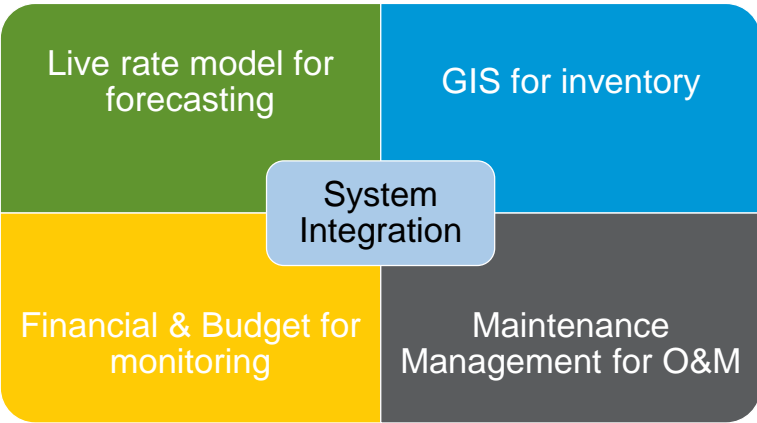 Live rate model for
forecasting
GIS for inventory
System
Integration
Financial & Budget for
monitoring
Maintenance
Management for O&M